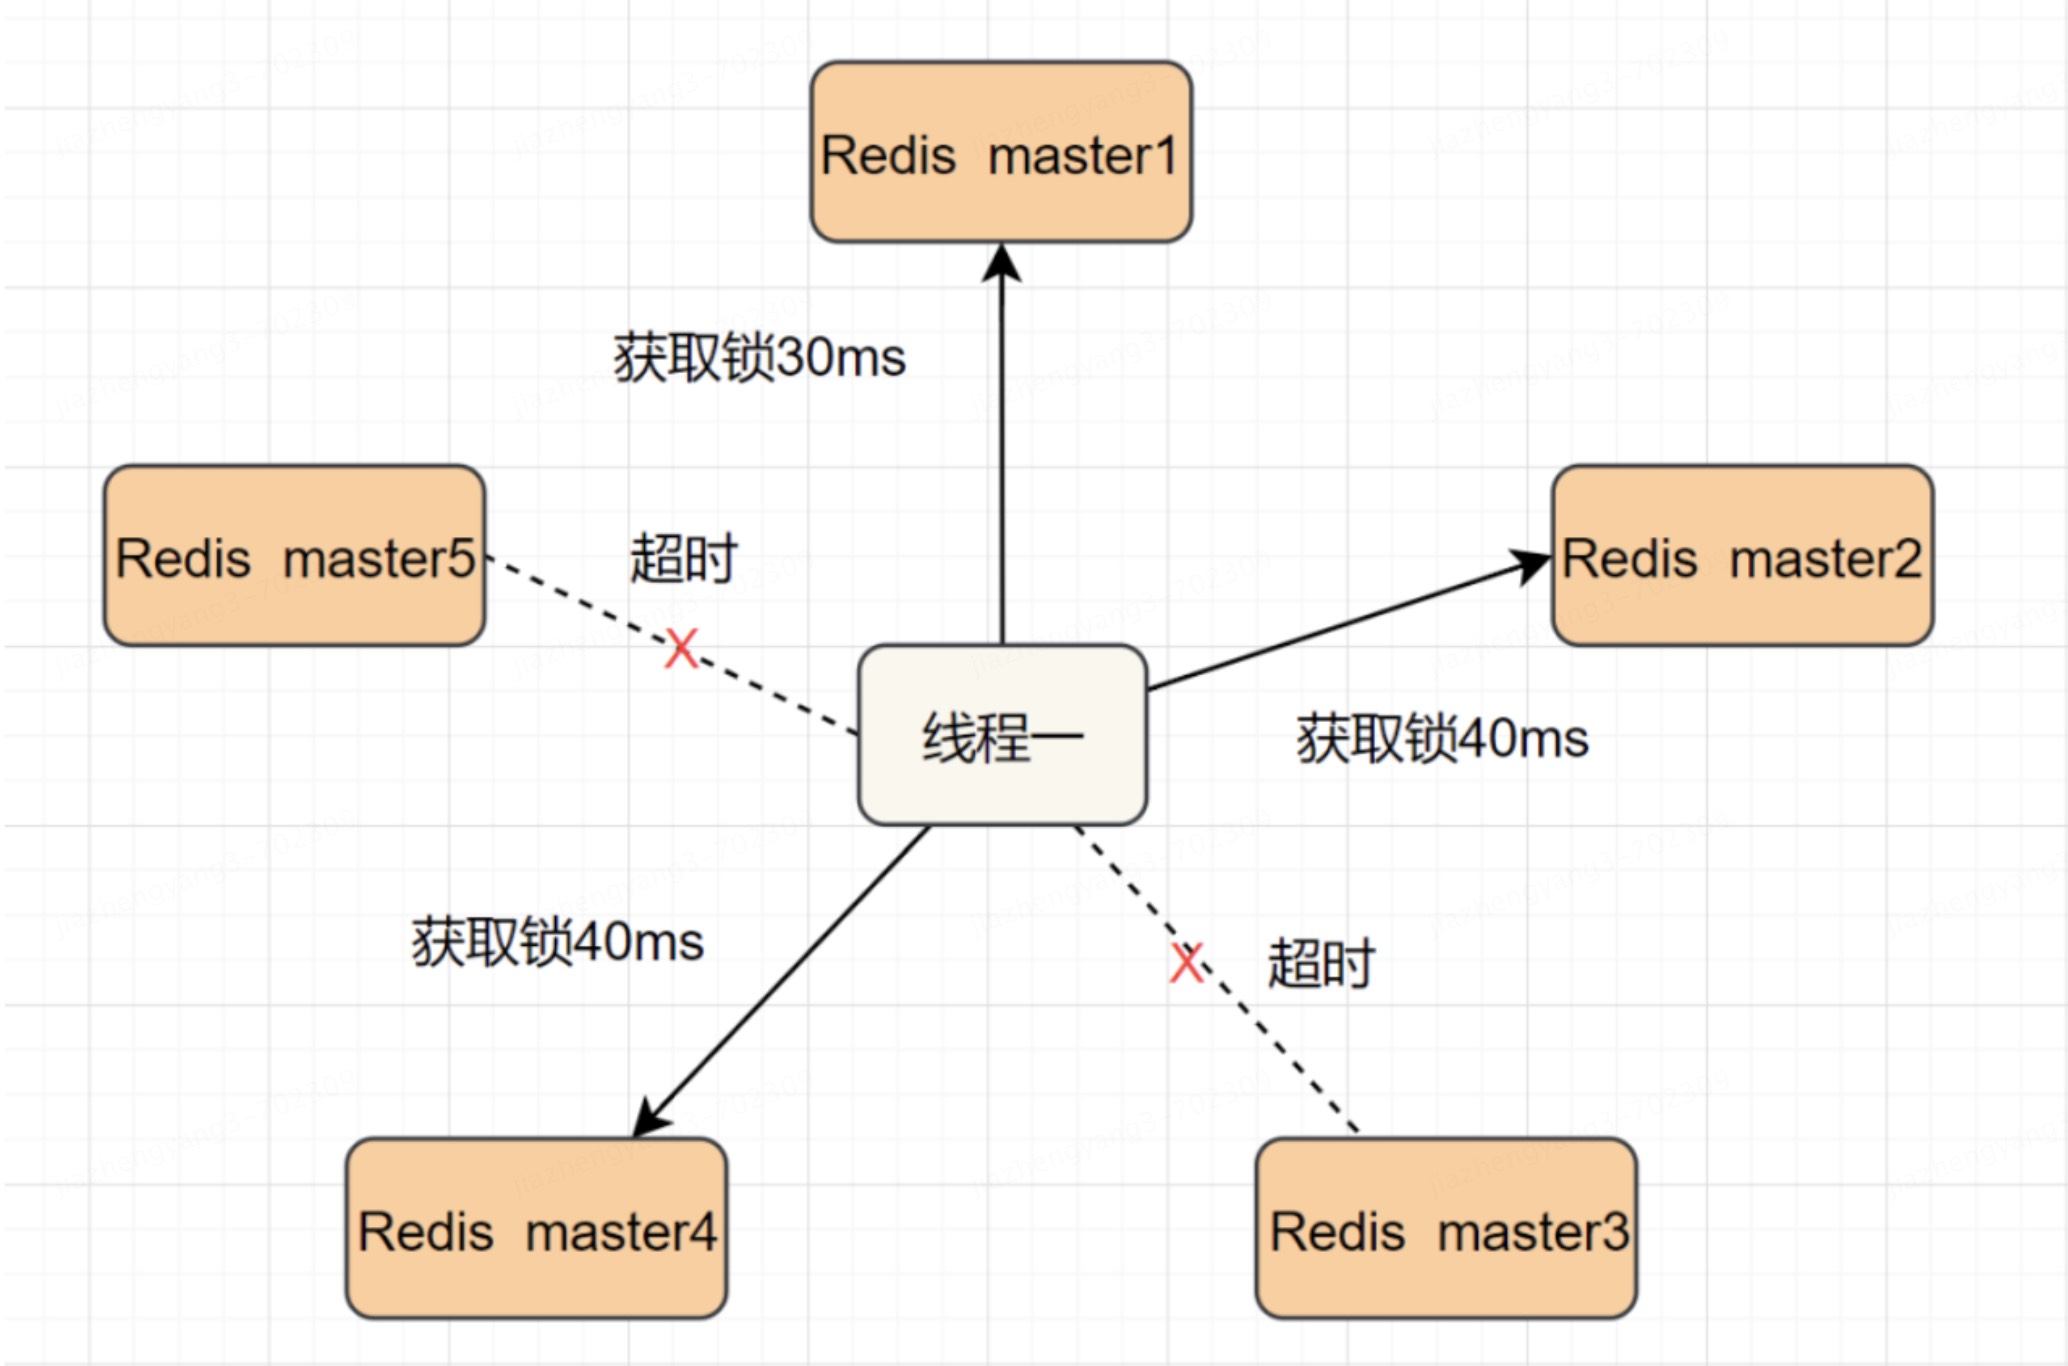 Redis master1
获取锁30ms
Redis master5
超时
X
Redis master2
线程一
获取锁40ms
获取锁40ms
X
超时
Redis master4
Redis master3
jiazhengyang3-702309